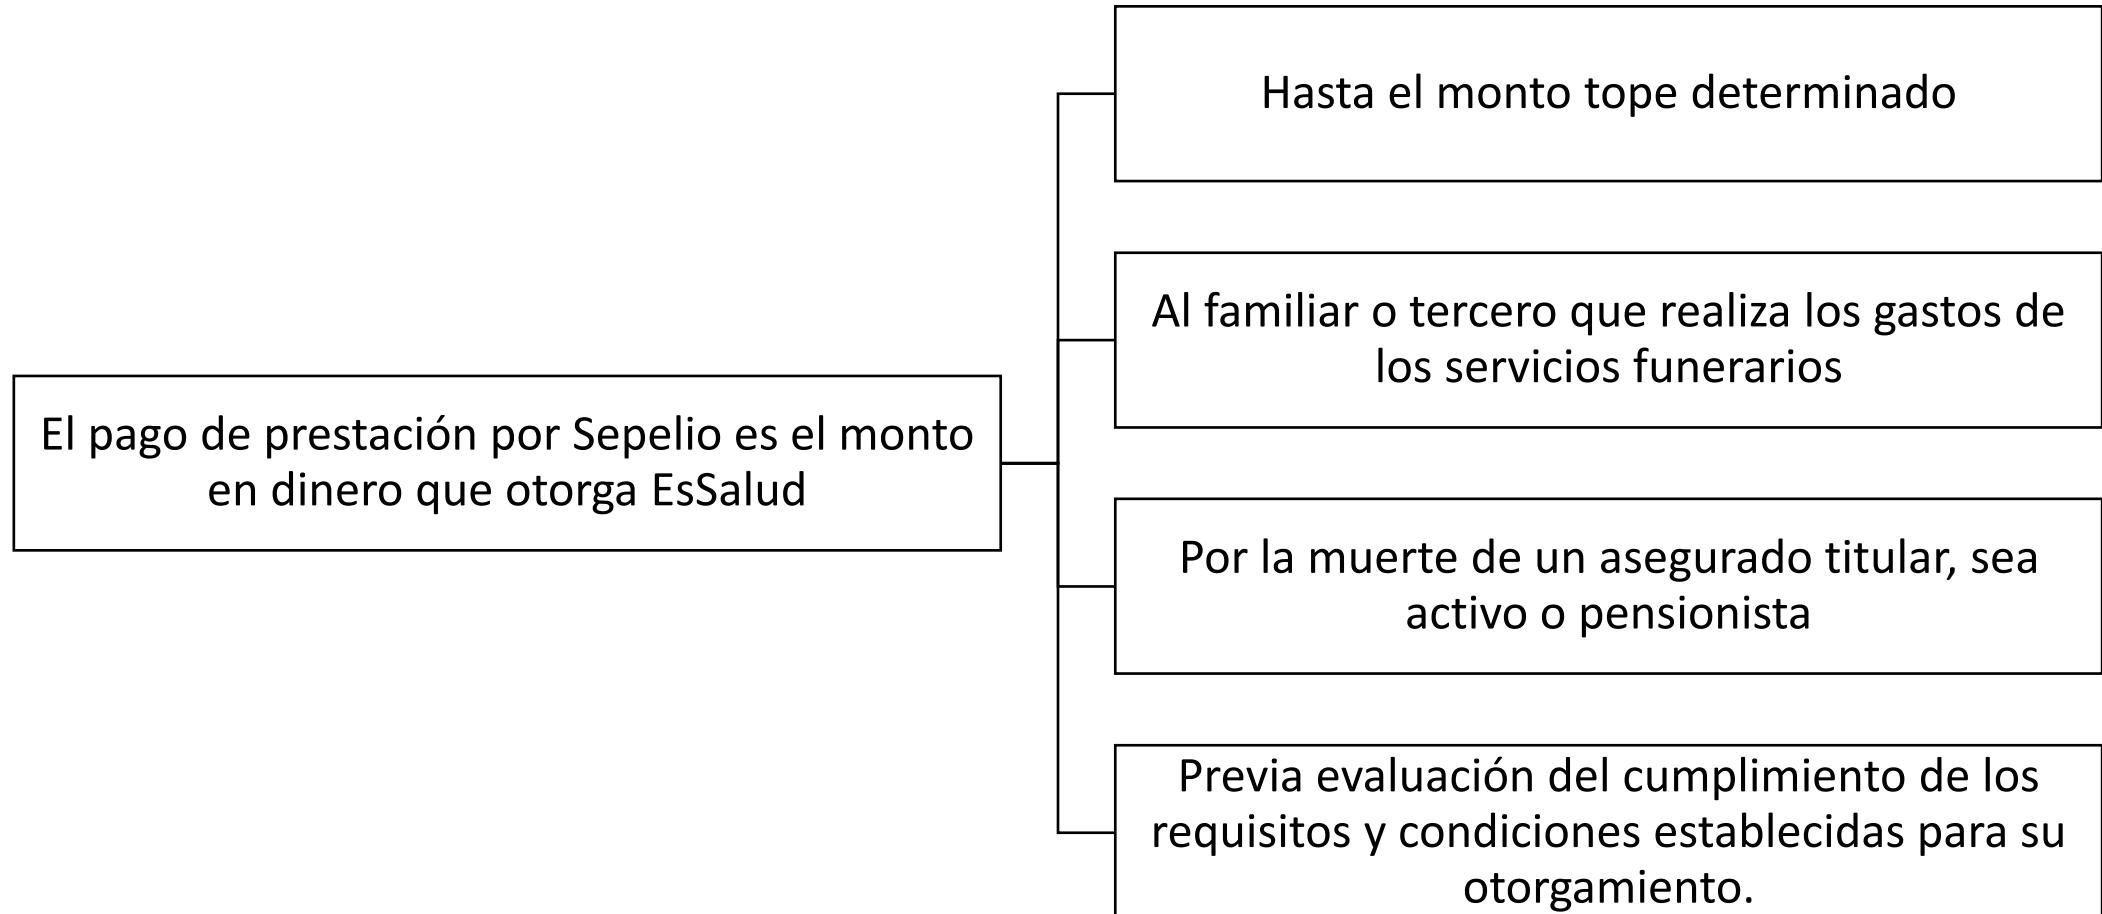 El pago de prestación por Sepelio es el monto
en dinero que otorga EsSalud
Hasta el monto tope determinado
Al familiar o tercero que realiza los gastos de
los servicios funerarios
Por la muerte de un asegurado titular, sea
activo o pensionista
Previa evaluación del cumplimiento de los
requisitos y condiciones establecidas para su
otorgamiento.